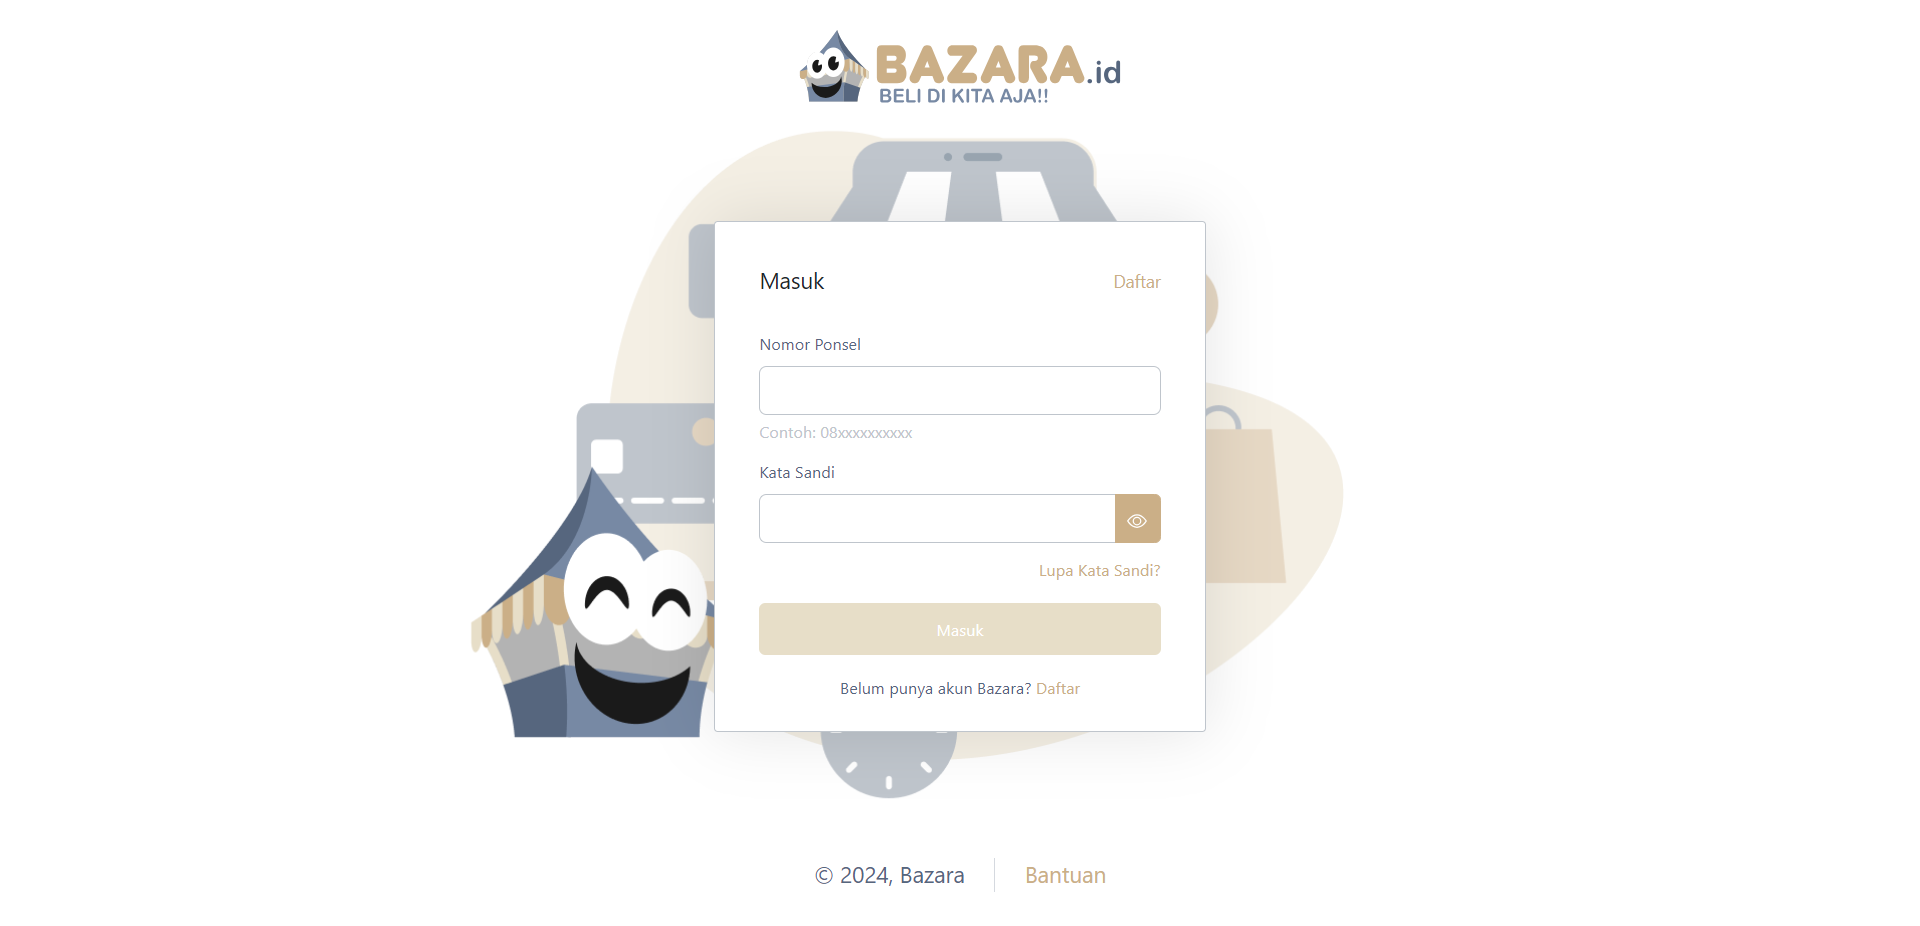 BAZARA.id
BELI DI KITA AJA!!
Masuk
Daftar
Nomor Ponsel
Contoh: 08xxxxxxxxxx
Kata Sandi
Lupa Kata Sandi?
Masuk
Belum punya akun Bazara? Daftar
© 2024, Bazara
Bantuan